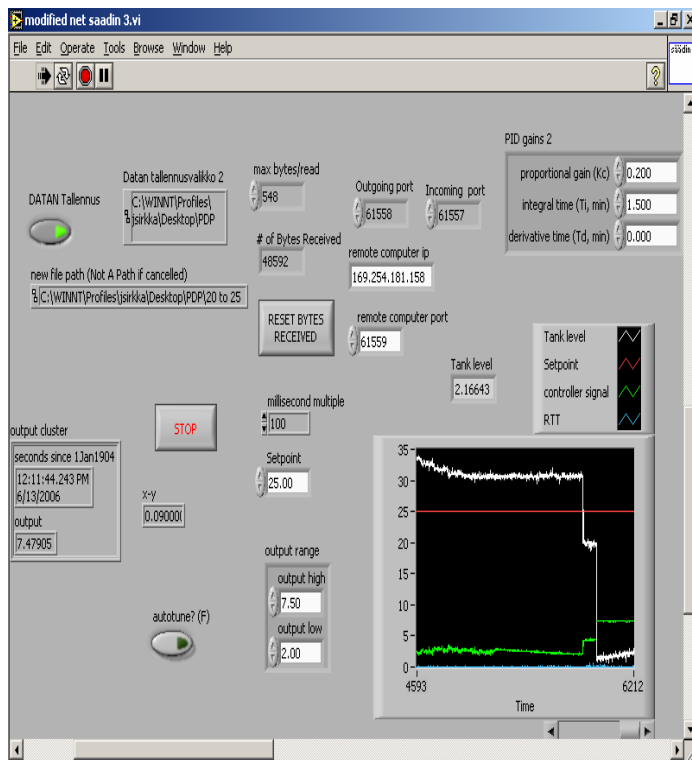 modified net saadin 3.vi
File Edit Operate Tools Browse Window Help
säädin
PID gains 2
proportional gain (Kc) 0.200
integral time (Ti, min) 1.500
derivative time (Td, min) 0.000
DATAN Tallennus
Datan tallennusvalikko 2
C:\WINNT\Profiles\
jsirkka\Desktop\PDP
max bytes/read
548
Outgoing port
61558
Incoming port
61557
# of Bytes Received
48592
remote computer ip
169.254.181.158
new file path (Not A Path if cancelled)
C:\WINNT\Profiles\jsirkka\Desktop\PDP\20 to 25
RESET BYTES
RECEIVED
remote computer port
61559
Tank level
2.16643
Tank level
Setpoint
controller signal
RTT
millisecond multiple
100
STOP
Setpoint
25.00
output cluster
seconds since 1Jan1904
12:11:44.243 PM
6/13/2006
output
7.47905
x-y
0.09000
output range
output high
7.50
output low
2.00
autotune? (F)
35
30
25
20
15
10
5
0
4593
6212
Time